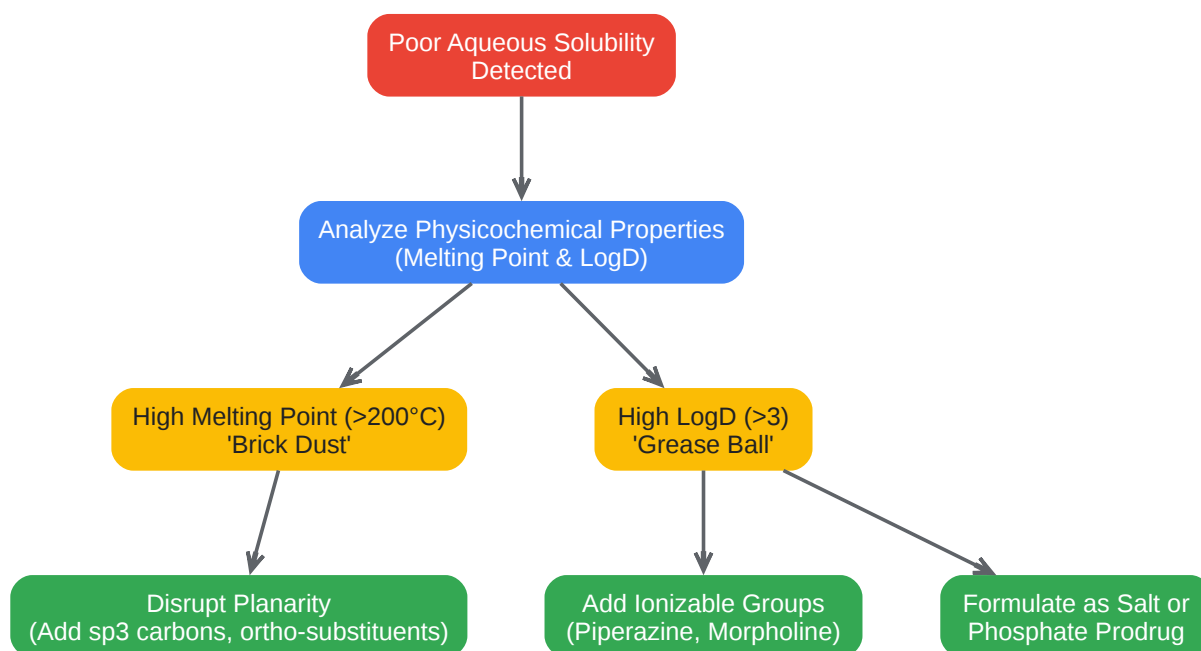 Poor Aqueous Solubility
Detected
Analyze Physicochemical Properties
(Melting Point & LogD)
High Melting Point (>200°C)
'Brick Dust'
High LogD (>3)
'Grease Ball'
Disrupt Planarity
(Add sp3 carbons, ortho-substituents)
Add Ionizable Groups
(Piperazine, Morpholine)
Formulate as Salt or
Phosphate Prodrug